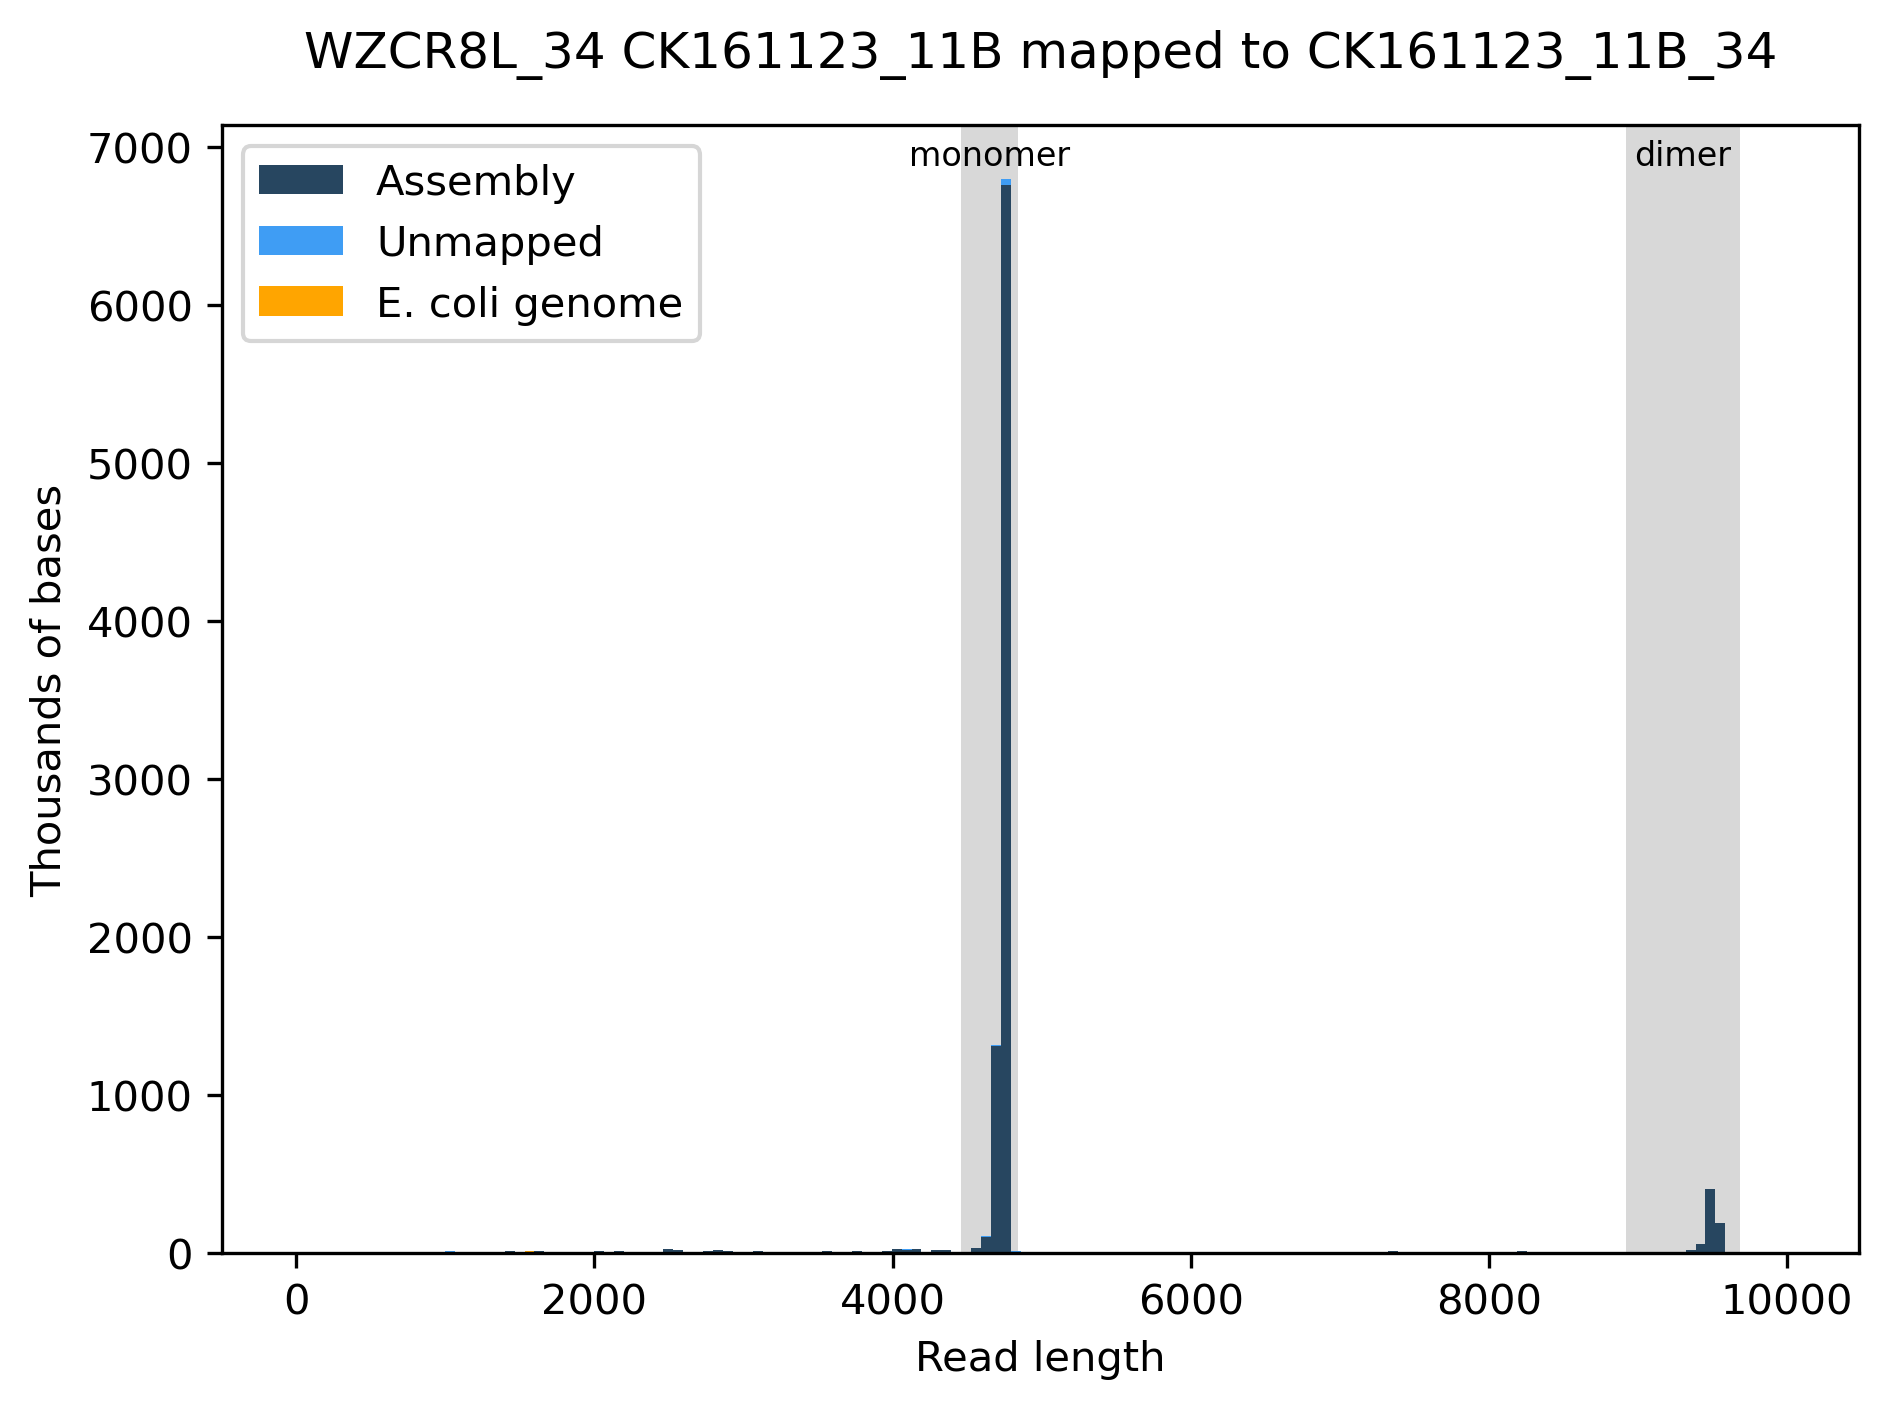 WZCR8L_34 CK161123_11B mapped to CK161123_11B_34
Assembly
Unmapped
E. coli genome
monomer
dimer
Thousands of bases
7000
6000
5000
4000
3000
2000
1000
0
0 2000 4000 6000 8000 10000
Read length